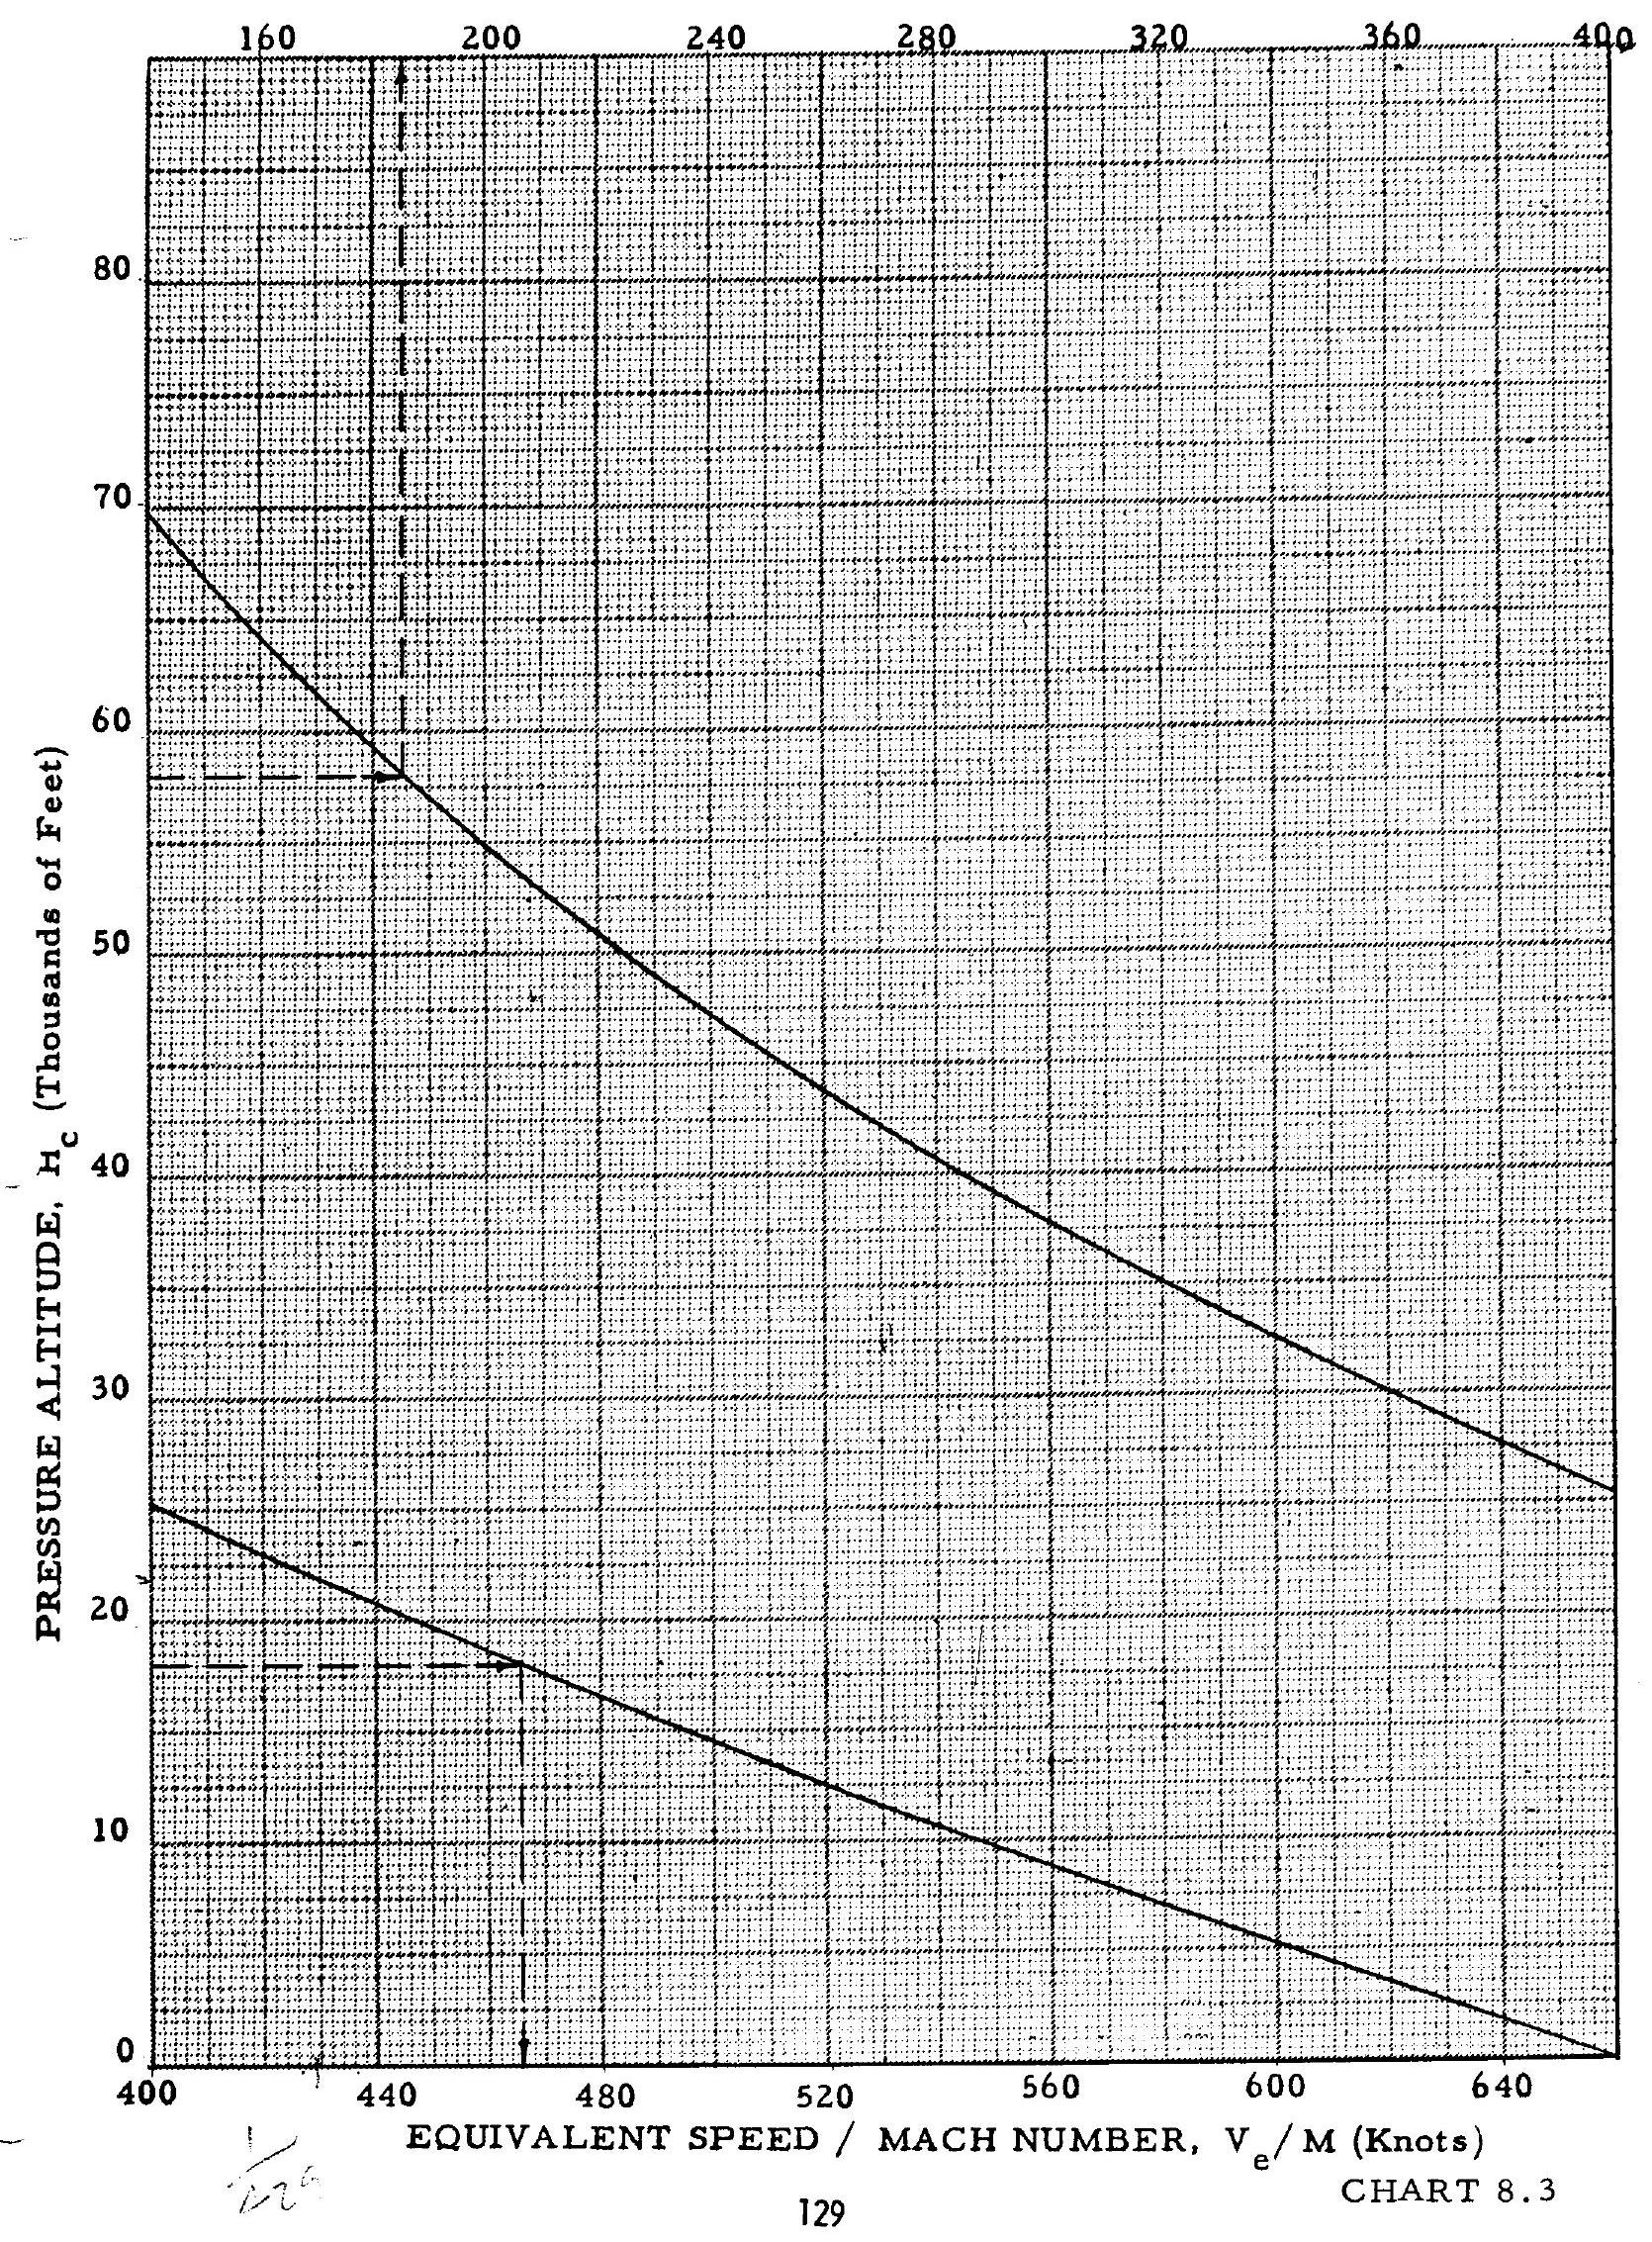 160 200 240 280 320 360 400
80
70
60
50
40
30
20
10
0
PRESSURE ALTITUDE, Hc (Thousands of Feet)
400 440 480 520 560 600 640
EQUIVALENT SPEED / MACH NUMBER, Ve/M (Knots)
CHART 8.3
129